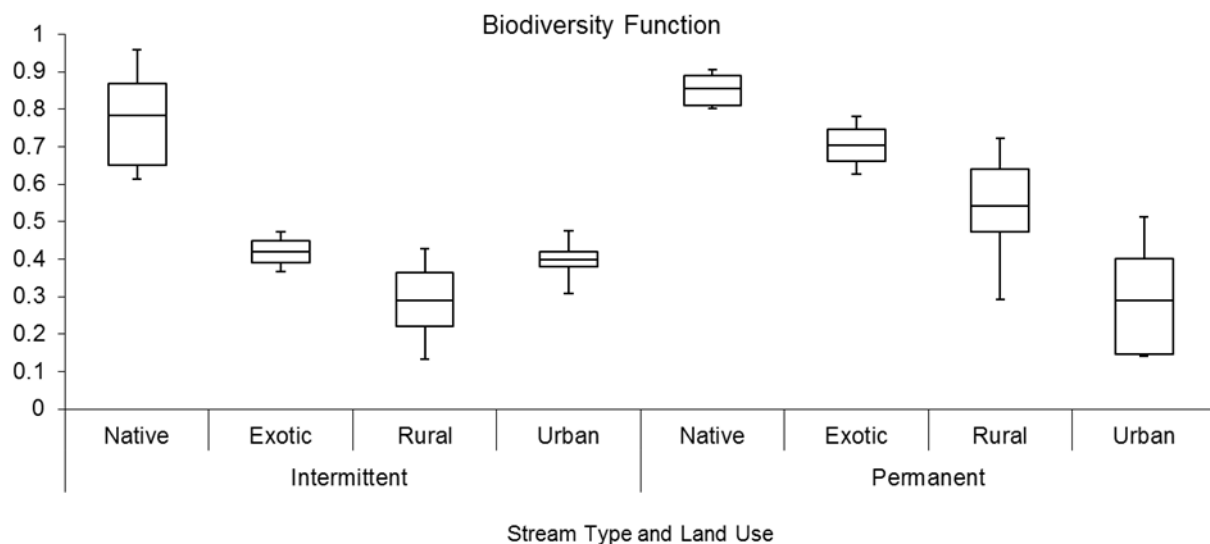 Biodiversity Function
1
0.9
0.8
0.7
0.6
0.5
0.4
0.3
0.2
0.1
0
Native Exotic Rural Urban Native Exotic Rural Urban
Intermittent Permanent
Stream Type and Land Use